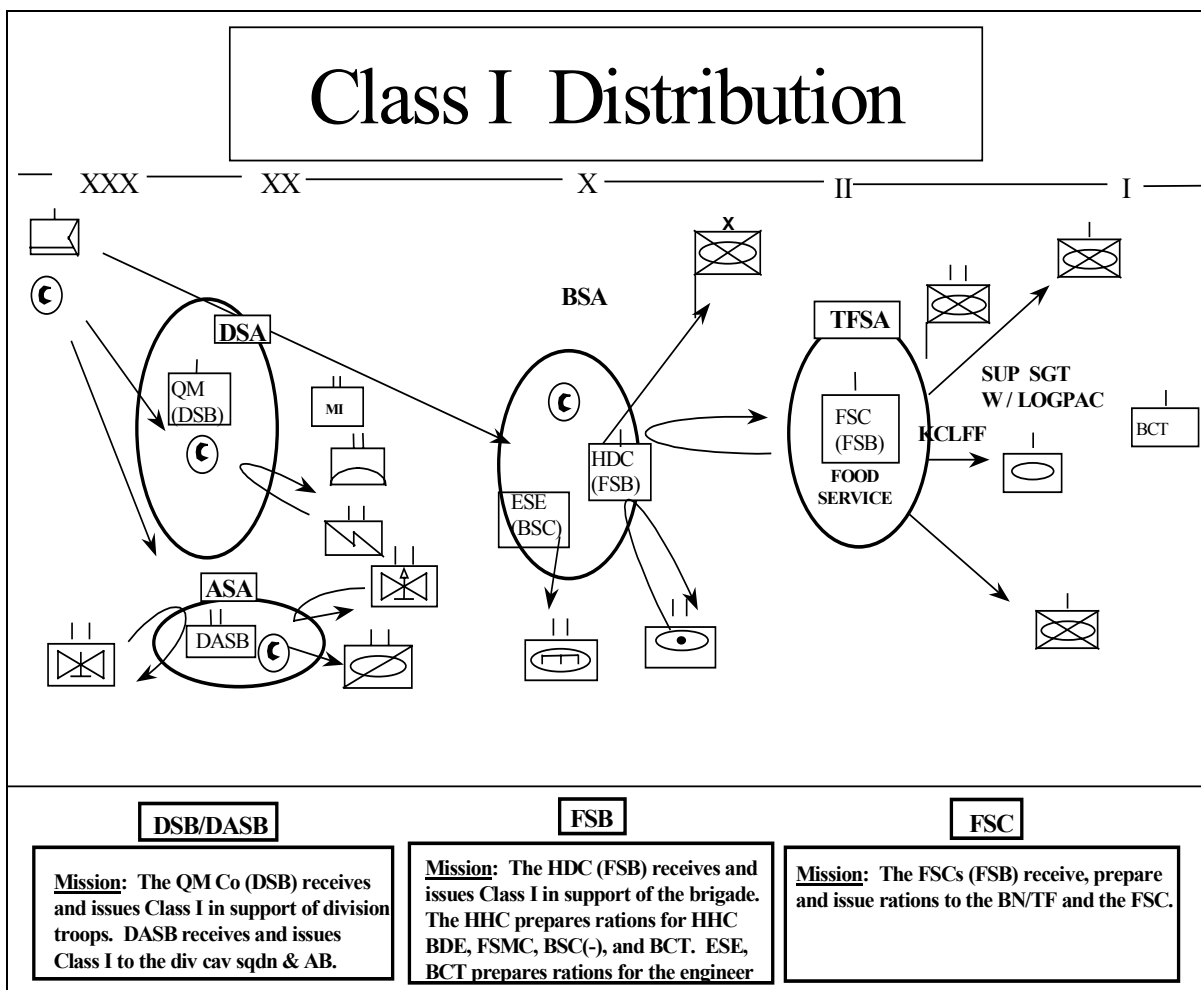 Class I Distribution
XXX XX X II I
X
BSA
DSA
TFSA
QM
(DSB)
MI
SUP SGT
W / LOGPAC
FSC
(FSB)
KCLFF
BCT
HDC
(FSB)
FOOD
SERVICE
ESE
(BSC)
ASA
DASB
DSB/DASB
Mission: The QM Co (DSB) receives
and issues Class I in support of division
troops. DASB receives and issues
Class I to the div cav sqdn & AB.
FSB
Mission: The HDC (FSB) receives and
issues Class I in support of the brigade.
The HHC prepares rations for HHC
BDE, FSMC, BSC(-), and BCT. ESE,
BCT prepares rations for the engineer
FSC
Mission: The FSCs (FSB) receive, prepare
and issue rations to the BN/TF and the FSC.